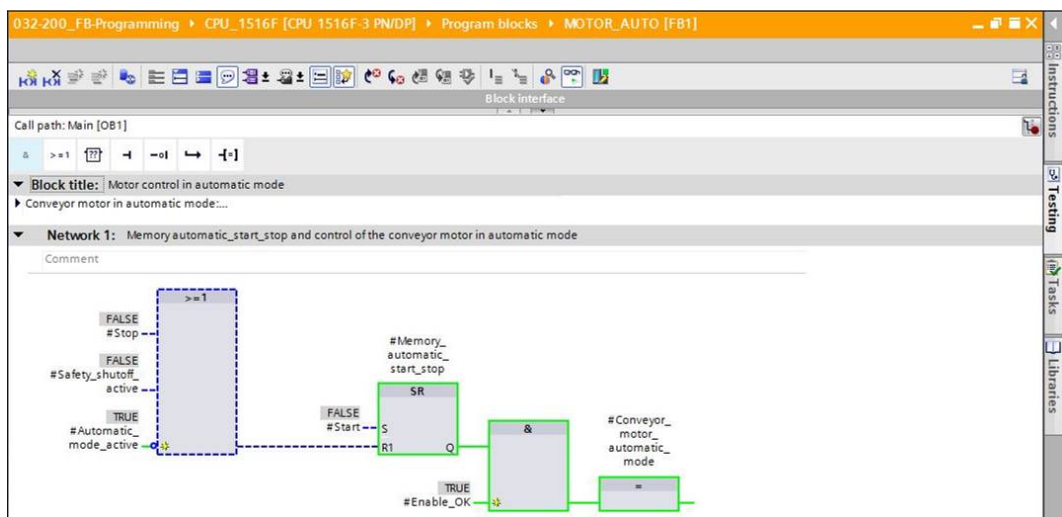 032-200_FB-Programming ▸ CPU_1516F [CPU 1516F-3 PN/DP] ▸ Program blocks ▸ MOTOR_AUTO [FB1]
Block interface
Call path: Main [OB1]
& >=1 ??
Block title: Motor control in automatic mode
Conveyor motor in automatic mode:...
Network 1: Memory automatic_start_stop and control of the conveyor motor in automatic mode
Comment
>=1
FALSE
#Stop
FALSE
#Safety_shutoff_
active
TRUE
#Automatic_
mode_active
#Memory_
automatic_
start_stop
SR
FALSE
#Start
S
R1
Q
&
TRUE
#Enable_OK
#Conveyor_
motor_
automatic_
mode
=
Instructions
Testing
Tasks
Libraries